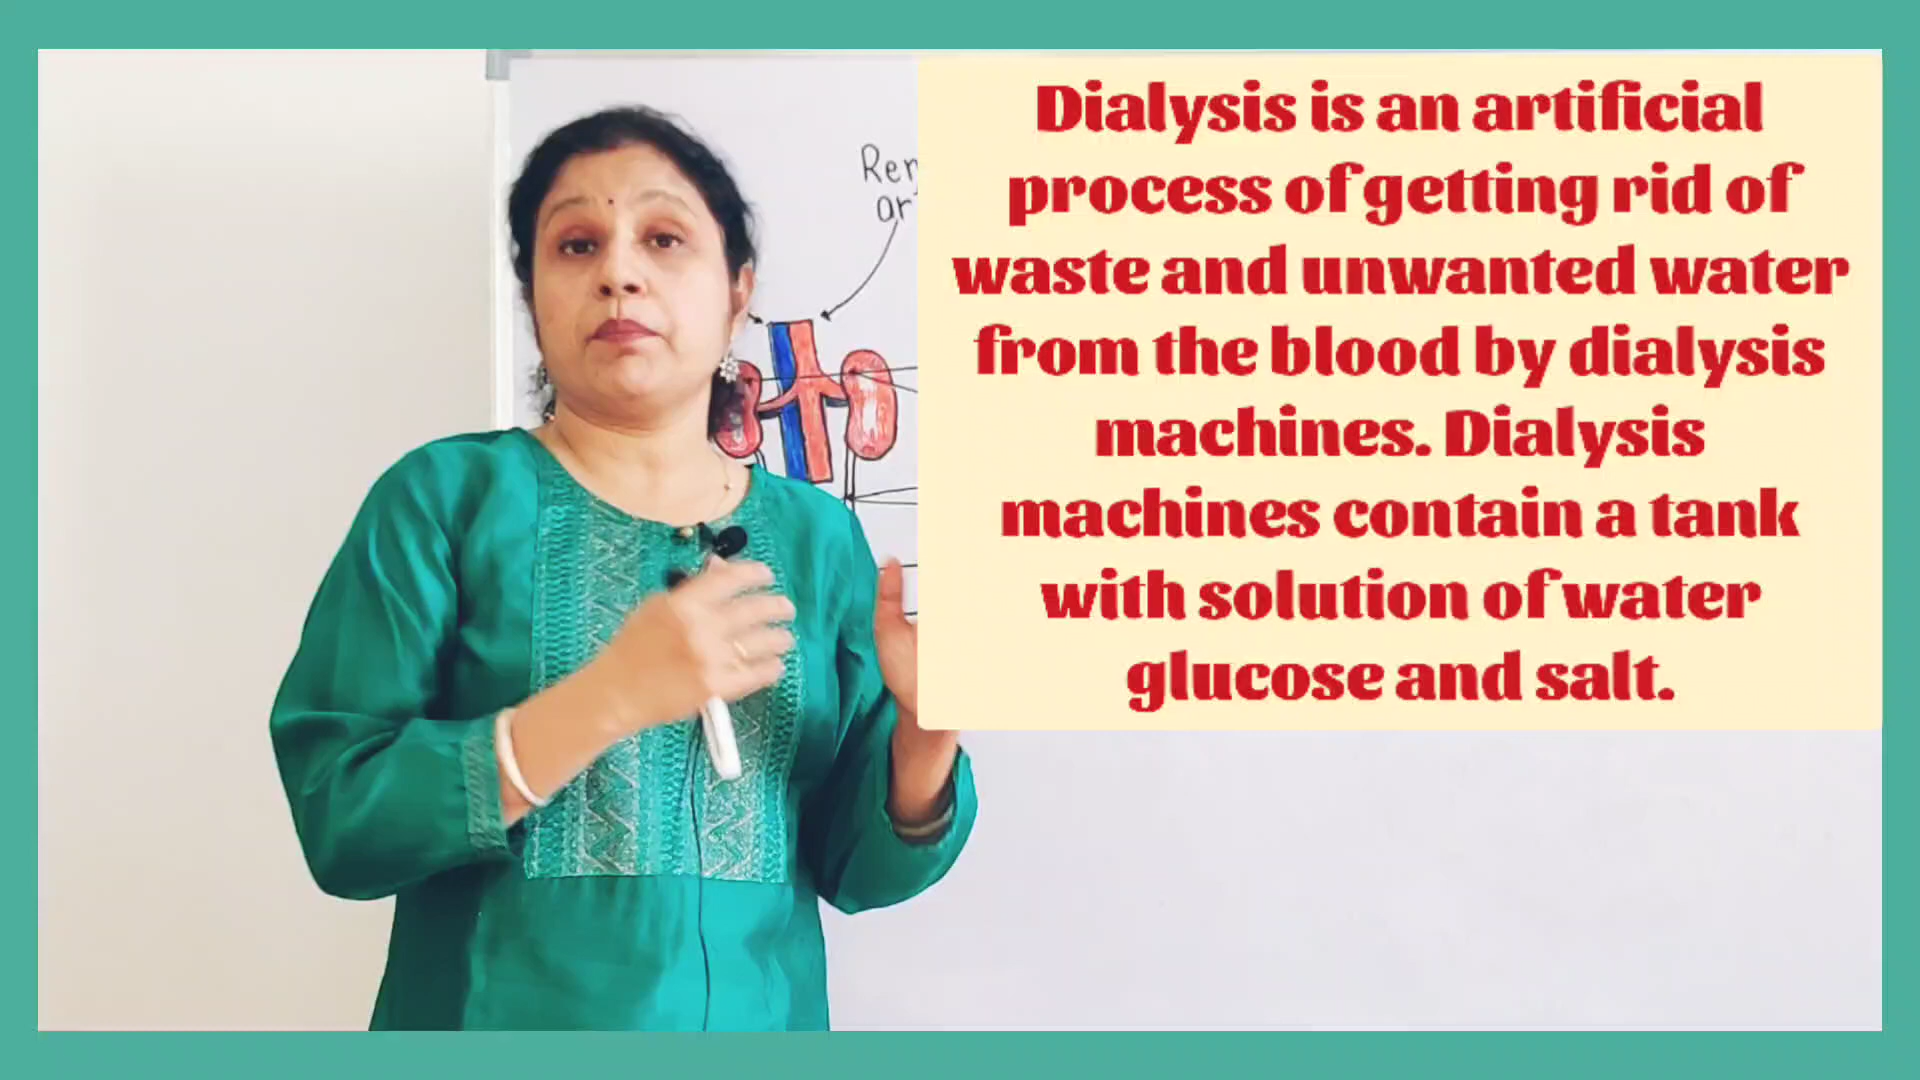 Dialysis is an artificial
process of getting rid of
waste and unwanted water
from the blood by dialysis
machines. Dialysis
machines contain a tank
with solution of water
glucose and salt.